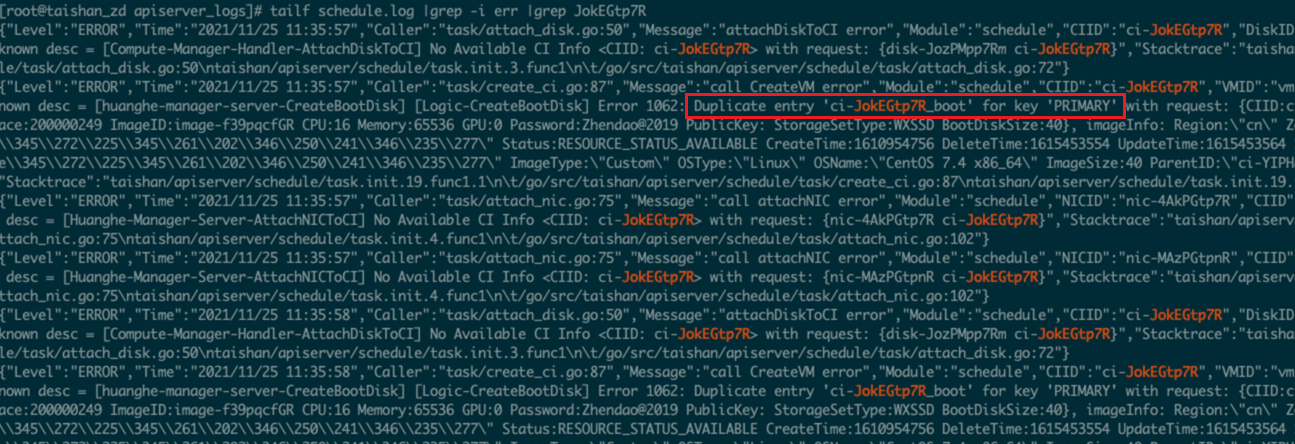 [root@taishan_zd apiserver_logs]# tailf schedule.log |grep -i err |grep JokEGtp7R
{"Level":"ERROR","Time":"2021/11/25 11:35:57","Caller":"task/attach_disk.go:50","Message":"attachDiskToCI error","Module":"schedule","CIID":"ci-JokEGtp7R","DiskID
known desc = [Compute-Manager-Handler-AttachDiskToCI] No Available CI Info <CIID: ci-JokEGtp7R> with request: {disk-JozPMpp7Rm ci-JokEGtp7R}","Stacktrace":"taisha
le/task/attach_disk.go:50\ntaishan/apiserver/schedule/task.init.3.func1\n\t/go/src/taishan/apiserver/schedule/task/attach_disk.go:72"}
{"Level":"ERROR","Time":"2021/11/25 11:35:57","Caller":"task/create_ci.go:87","Message":"call CreateVM error","Module":"schedule","CIID":"ci-JokEGtp7R","VMID":"vm
nown desc = [huanghe-manager-server-CreateBootDisk] [Logic-CreateBootDisk] Error 1062: Duplicate entry 'ci-JokEGtp7R_boot' for key 'PRIMARY' with request: {CIID:c
ace:200000249 ImageID:image-f39pqcfGR CPU:16 Memory:65536 GPU:0 Password:Zhendao@2019 PublicKey: StorageSetType:WXSSD BootDiskSize:40}, imageInfo: Region:\"cn\" Z
\\345\\272\\225\\345\\261\\202\\346\\250\\241\\346\\235\\277\" Status:RESOURCE_STATUS_AVAILABLE CreateTime:1610954756 DeleteTime:1615453554 UpdateTime:1615453564
e\\345\\272\\225\\345\\261\\202\\346\\250\\241\\346\\235\\277\" ImageType:\"Custom\" OSType:\"Linux\" OSName:\"CentOS 7.4 x86_64\" ImageSize:40 ParentID:\"ci-YIPH
"Stacktrace":"taishan/apiserver/schedule/task.init.19.func1.1\n\t/go/src/taishan/apiserver/schedule/task/create_ci.go:87\ntaishan/apiserver/schedule/task.init.19.
{"Level":"ERROR","Time":"2021/11/25 11:35:57","Caller":"task/attach_nic.go:75","Message":"call attachNIC error","Module":"schedule","NICID":"nic-4AkPGtp7R","CIID"
 desc = [Huanghe-Manager-Server-AttachNICToCI] No Available CI Info <CIID: ci-JokEGtp7R> with request: {nic-4AkPGtp7R ci-JokEGtp7R}","Stacktrace":"taishan/apiserv
attach_nic.go:75\ntaishan/apiserver/schedule/task.init.4.func1\n\t/go/src/taishan/apiserver/schedule/task/attach_nic.go:102"}
{"Level":"ERROR","Time":"2021/11/25 11:35:57","Caller":"task/attach_nic.go:75","Message":"call attachNIC error","Module":"schedule","NICID":"nic-MAzPGtpnR","CIID"
 desc = [Huanghe-Manager-Server-AttachNICToCI] No Available CI Info <CIID: ci-JokEGtp7R> with request: {nic-MAzPGtpnR ci-JokEGtp7R}","Stacktrace":"taishan/apiserv
attach_nic.go:75\ntaishan/apiserver/schedule/task.init.4.func1\n\t/go/src/taishan/apiserver/schedule/task/attach_nic.go:102"}
{"Level":"ERROR","Time":"2021/11/25 11:35:58","Caller":"task/attach_disk.go:50","Message":"attachDiskToCI error","Module":"schedule","CIID":"ci-JokEGtp7R","DiskID
known desc = [Compute-Manager-Handler-AttachDiskToCI] No Available CI Info <CIID: ci-JokEGtp7R> with request: {disk-JozPMpp7Rm ci-JokEGtp7R}","Stacktrace":"taisha
le/task/attach_disk.go:50\ntaishan/apiserver/schedule/task.init.3.func1\n\t/go/src/taishan/apiserver/schedule/task/attach_disk.go:72"}
{"Level":"ERROR","Time":"2021/11/25 11:35:58","Caller":"task/create_ci.go:87","Message":"call CreateVM error","Module":"schedule","CIID":"ci-JokEGtp7R","VMID":"vm
nown desc = [huanghe-manager-server-CreateBootDisk] [Logic-CreateBootDisk] Error 1062: Duplicate entry 'ci-JokEGtp7R_boot' for key 'PRIMARY' with request: {CIID:c
ace:200000249 ImageID:image-f39pqcfGR CPU:16 Memory:65536 GPU:0 Password:Zhendao@2019 PublicKey: StorageSetType:WXSSD BootDiskSize:40}, imageInfo: Region:\"cn\" Z
\\345\\272\\225\\345\\261\\202\\346\\250\\241\\346\\235\\277\" Status:RESOURCE_STATUS_AVAILABLE CreateTime:1610954756 DeleteTime:1615453554 UpdateTime:1615453564